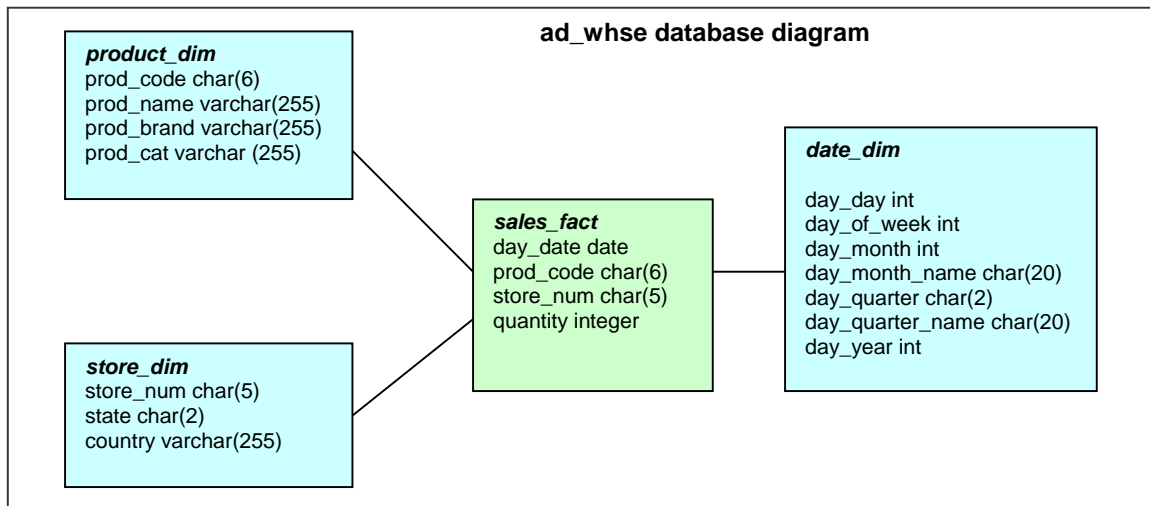 ad_whse database diagram
product_dim
prod_code char(6)
prod_name varchar(255)
prod_brand varchar(255)
prod_cat varchar (255)
store_dim
store_num char(5)
state char(2)
country varchar(255)
sales_fact
day_date date
prod_code char(6)
store_num char(5)
quantity integer
date_dim
day_day int
day_of_week int
day_month int
day_month_name char(20)
day_quarter char(2)
day_quarter_name char(20)
day_year int